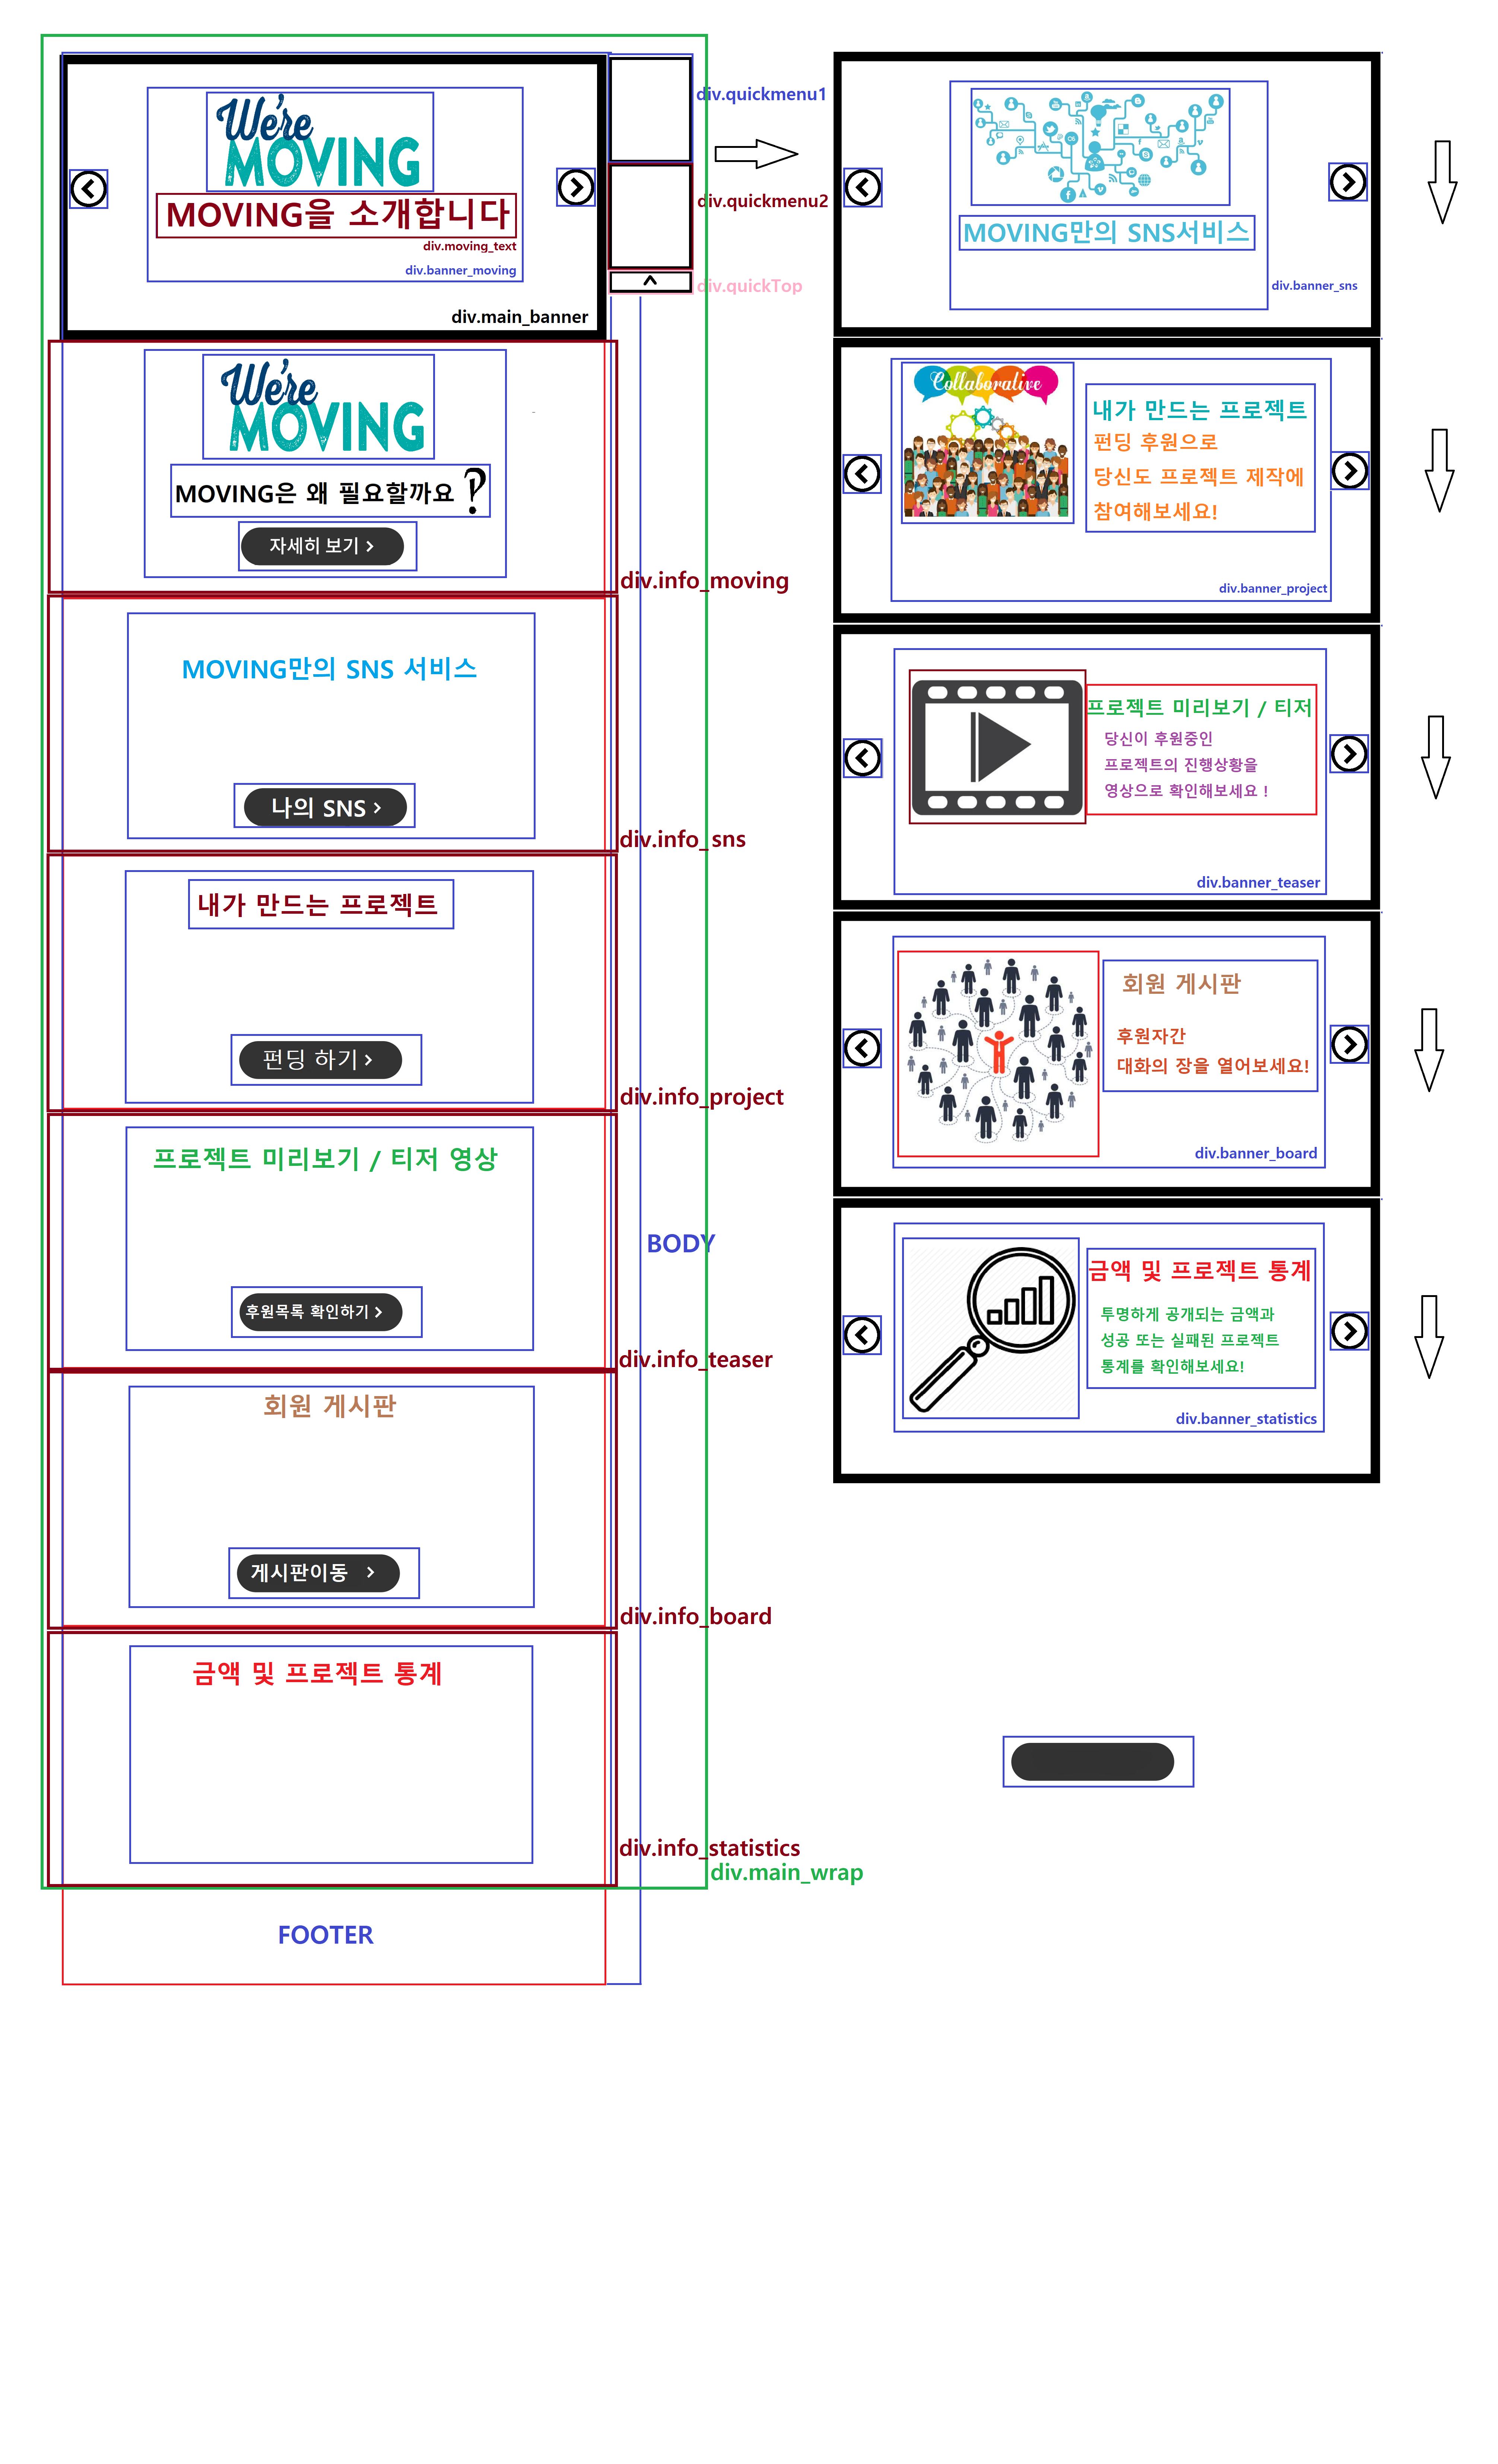 We're
MOVING
MOVING을 소개합니다
div.moving_text
div.banner_moving
div.main_banner
div.quickmenu1
div.quickmenu2
div.quickTop
We're
MOVING
MOVING은 왜 필요할까요?
자세히 보기 >
div.info_moving
MOVING만의 SNS 서비스
나의 SNS >
div.info_sns
내가 만드는 프로젝트
펀딩 하기 >
div.info_project
프로젝트 미리보기 / 티저 영상
BODY
후원목록 확인하기 >
div.info_teaser
회원 게시판
게시판이동 >
div.info_board
금액 및 프로젝트 통계
div.info_statistics
div.main_wrap
FOOTER
MOVING만의 SNS서비스
div.banner_sns
Collaborative
내가 만드는 프로젝트
펀딩 후원으로
당신도 프로젝트 제작에
참여해보세요!
div.banner_project
프로젝트 미리보기 / 티저
당신이 후원중인
프로젝트의 진행상황을
영상으로 확인해보세요 !
div.banner_teaser
회원 게시판
후원자간
대화의 장을 열어보세요!
div.banner_board
금액 및 프로젝트 통계
투명하게 공개되는 금액과
성공 또는 실패된 프로젝트
통계를 확인해보세요!
div.banner_statistics